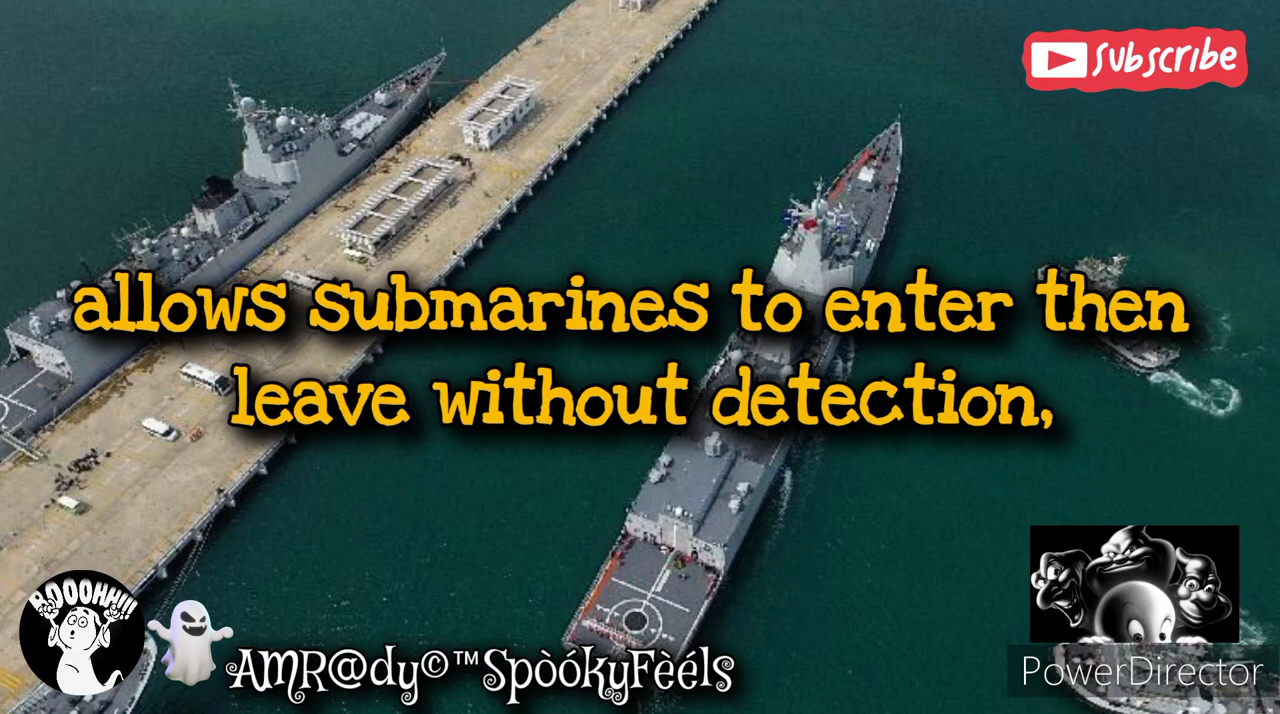 Subscribe
allows submarines to enter then
leave without detection,
BOOOHH!!!
AMR@dy©™SpòókyFèéls
PowerDirector